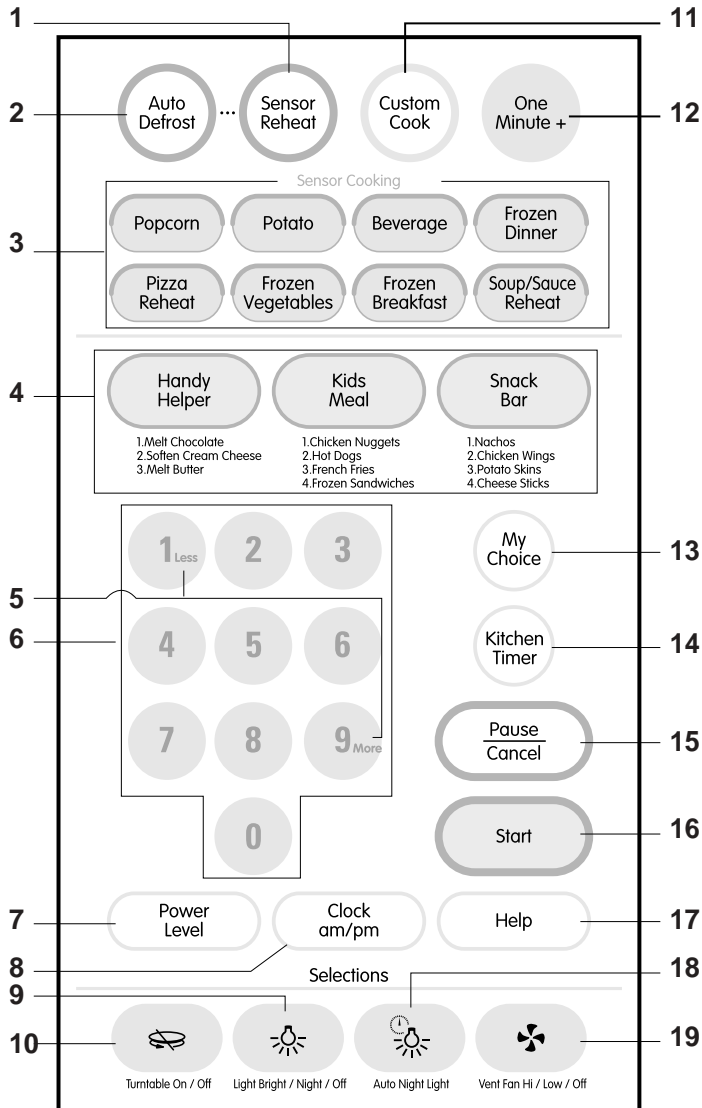 1
11
Auto
Defrost
...
Sensor
Reheat
Custom
Cook
One
Minute +
2
12
Sensor Cooking
3
Popcorn
Potato
Beverage
Frozen
Dinner
Pizza
Reheat
Frozen
Vegetables
Frozen
Breakfast
Soup/Sauce
Reheat
4
Handy
Helper
Kids
Meal
Snack
Bar
1.Melt Chocolate
2.Soften Cream Cheese
3.Melt Butter
1.Chicken Nuggets
2.Hot Dogs
3.French Fries
4.Frozen Sandwiches
1.Nachos
2.Chicken Wings
3.Potato Skins
4.Cheese Sticks
1 Less
2
3
My
Choice
13
5
6
4
5
6
Kitchen
Timer
14
7
8
9 More
Pause
Cancel
15
0
Start
16
7
Power
Level
Clock
am/pm
Help
17
8
Selections
18
9
10
19
Turntable On / Off
Light Bright / Night / Off
Auto Night Light
Vent Fan Hi / Low / Off